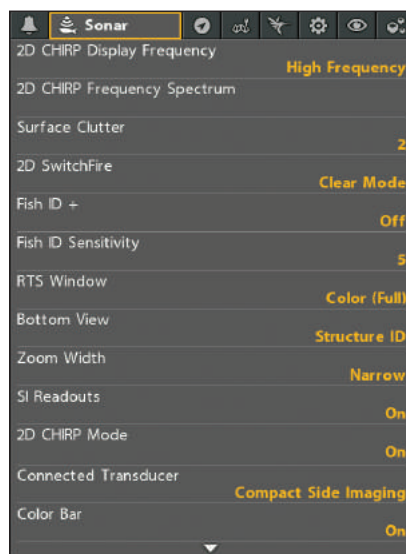 Sonar
2D CHIRP Display Frequency
High Frequency
2D CHIRP Frequency Spectrum
Surface Clutter
2
2D SwitchFire
Clear Mode
Fish ID +
Off
Fish ID Sensitivity
5
RTS Window
Color (Full)
Bottom View
Structure ID
Zoom Width
Narrow
SI Readouts
On
2D CHIRP Mode
On
Connected Transducer
Compact Side Imaging
Color Bar
On